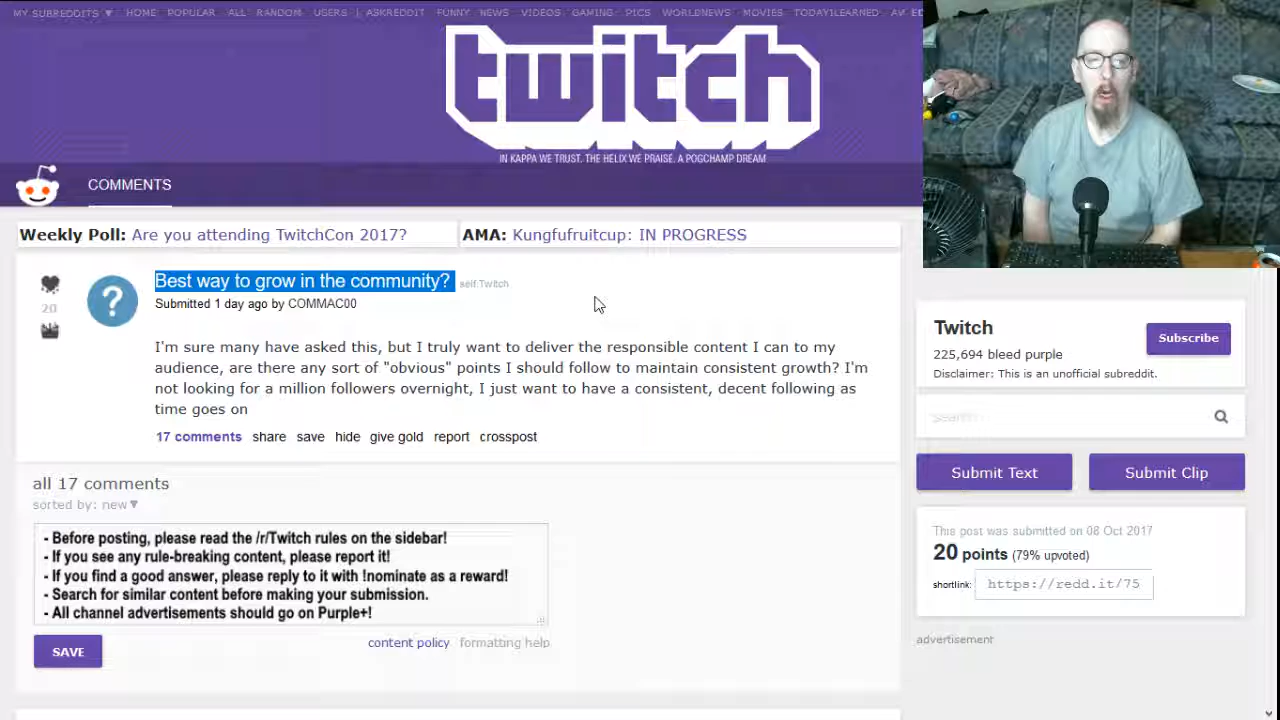 MY SUBREDDITS ▼ HOME POPULAR ALL RANDOM USERS | ASKREDDIT FUNNY NEWS VIDEOS GAMING PICS WORLDNEWS MOVIES TODAYILEARNED
twitch
IN KAPPA WE TRUST. THE HELIX WE PRAISE. A POGCHAMP DREAM
COMMENTS
Weekly Poll: Are you attending TwitchCon 2017? AMA: Kungfufruitcup: IN PROGRESS
Best way to grow in the community? self.Twitch
20
?
Submitted 1 day ago by COMMAC00
I'm sure many have asked this, but I truly want to deliver the responsible content I can to my
audience, are there any sort of "obvious" points I should follow to maintain consistent growth? I'm
not looking for a million followers overnight, I just want to have a consistent, decent following as
time goes on
17 comments share save hide give gold report crosspost
all 17 comments
sorted by: new▼
- Before posting, please read the /r/Twitch rules on the sidebar!
- If you see any rule-breaking content, please report it!
- If you find a good answer, please reply to it with !nominate as a reward!
- Search for similar content before making your submission.
- All channel advertisements should go on Purple+!
content policy formatting help
SAVE
Twitch
Subscribe
225,694 bleed purple
Disclaimer: This is an unofficial subreddit.
Submit Text Submit Clip
This post was submitted on 08 Oct 2017
20 points (79% upvoted)
shortlink: https://redd.it/75
advertisement